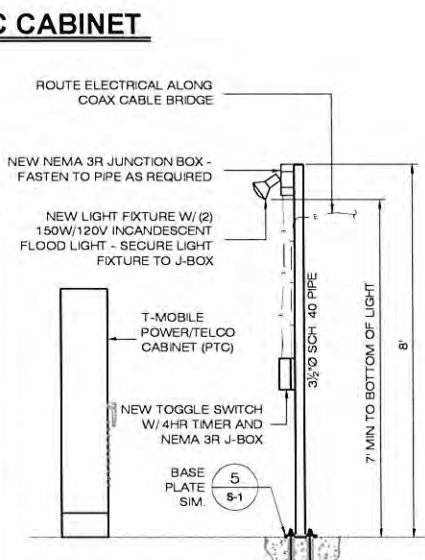 C CABINET
ROUTE ELECTRICAL ALONG
COAX CABLE BRIDGE
NEW NEMA 3R JUNCTION BOX -
FASTEN TO PIPE AS REQUIRED
NEW LIGHT FIXTURE W/ (2)
150W/120V INCANDESCENT
FLOOD LIGHT - SECURE LIGHT
FIXTURE TO J-BOX
E
T-MOBILE
POWER/TELCO
CABINET (PTC)
3½"Ø SCH. 40 PIPE
7' MIN TO BOTTOM OF LIGHT
8'
NEW TOGGLE SWITCH
W/ 4HR TIMER AND
NEMA 3R J-BOX
BASE
PLATE
SIM.
5
S-1